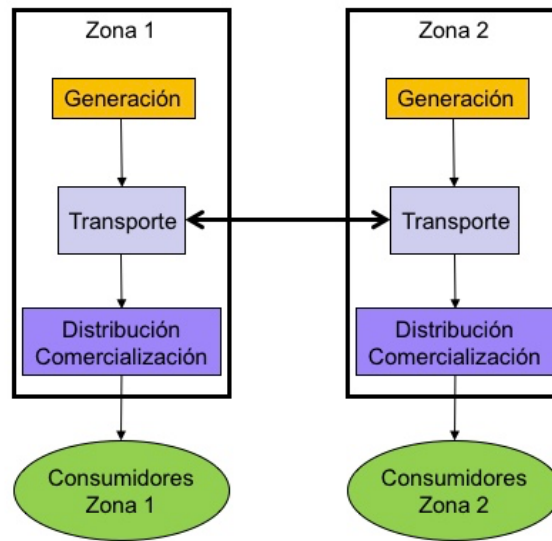 Zona 1
Generación
Transporte
Distribución
Comercialización
Consumidores
Zona 1
Zona 2
Generación
Transporte
Distribución
Comercialización
Consumidores
Zona 2